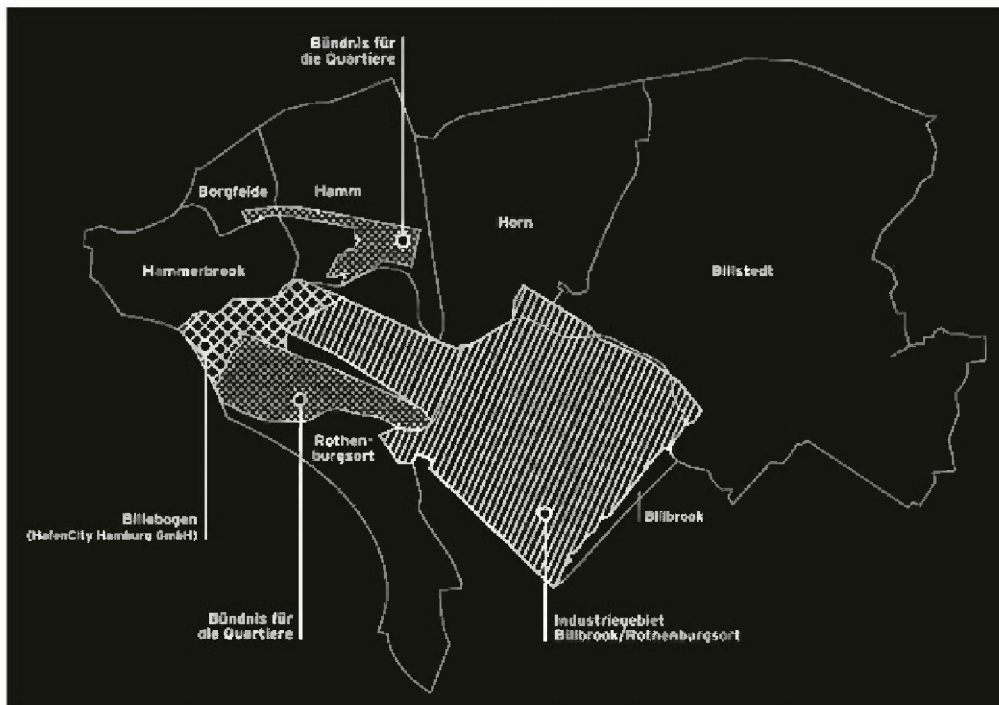 Bündnis für
die Quartiere
Borgfelde
Hamm
Horn
Hammerbrook
Billstedt
Rothen-
burgsort
Billebogen
(HafenCity Hamburg GmbH)
Billbrook
Bündnis für
die Quartiere
Industriegebiet
Billbrook/Rothenburgsort